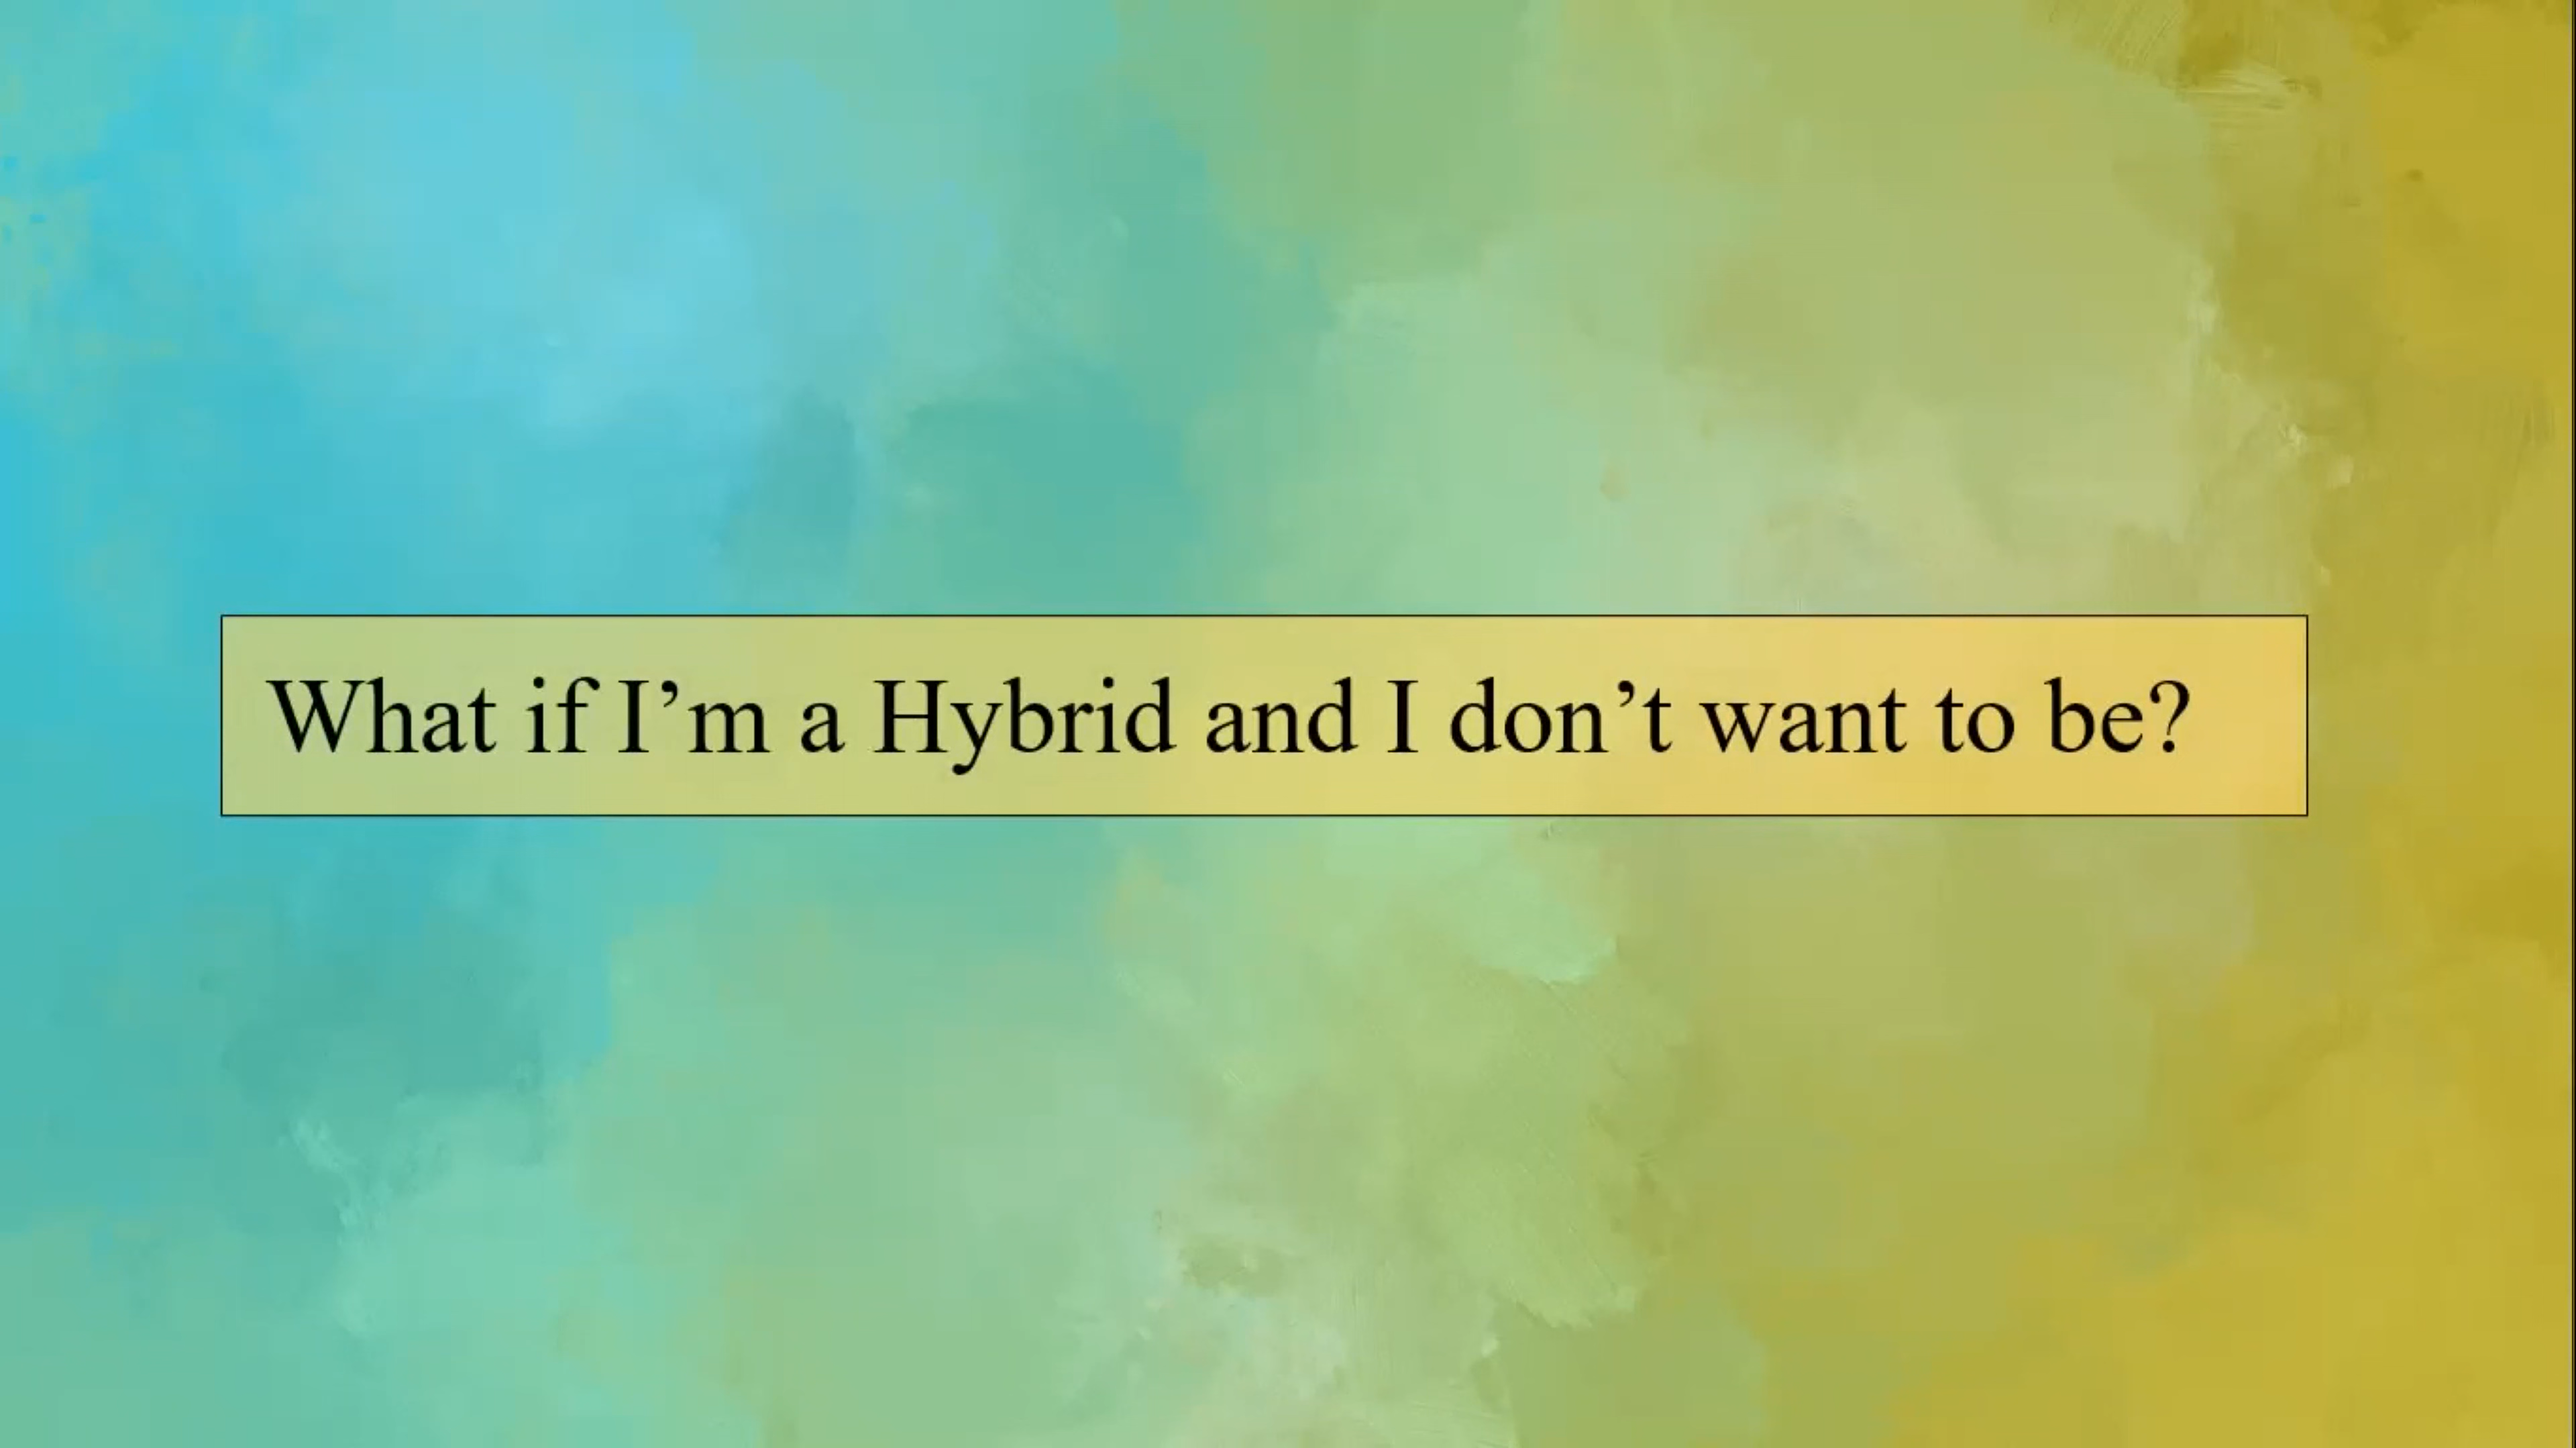 What if I’m a Hybrid and I don’t want to be?